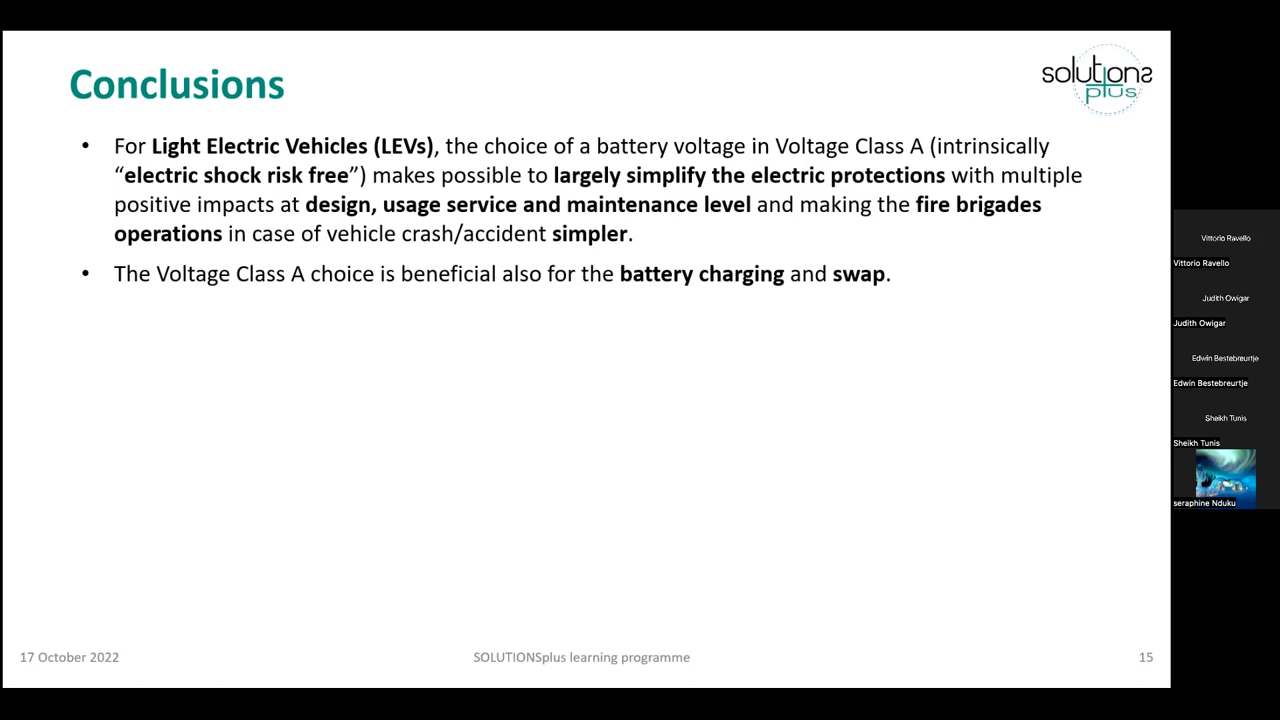 Conclusions
solutions
plus
• For Light Electric Vehicles (LEVs), the choice of a battery voltage in Voltage Class A (intrinsically
“electric shock risk free”) makes possible to largely simplify the electric protections with multiple
positive impacts at design, usage service and maintenance level and making the fire brigades
operations in case of vehicle crash/accident simpler.
• The Voltage Class A choice is beneficial also for the battery charging and swap.
17 October 2022
SOLUTIONSplus learning programme
15
Vittorio Ravello
Vittorio Ravello
Judith Owigar
Judith Owigar
Edwin Bestebreurtje
Edwin Bestebreurtje
Sheikh Tunis
Sheikh Tunis
seraphine Nduku